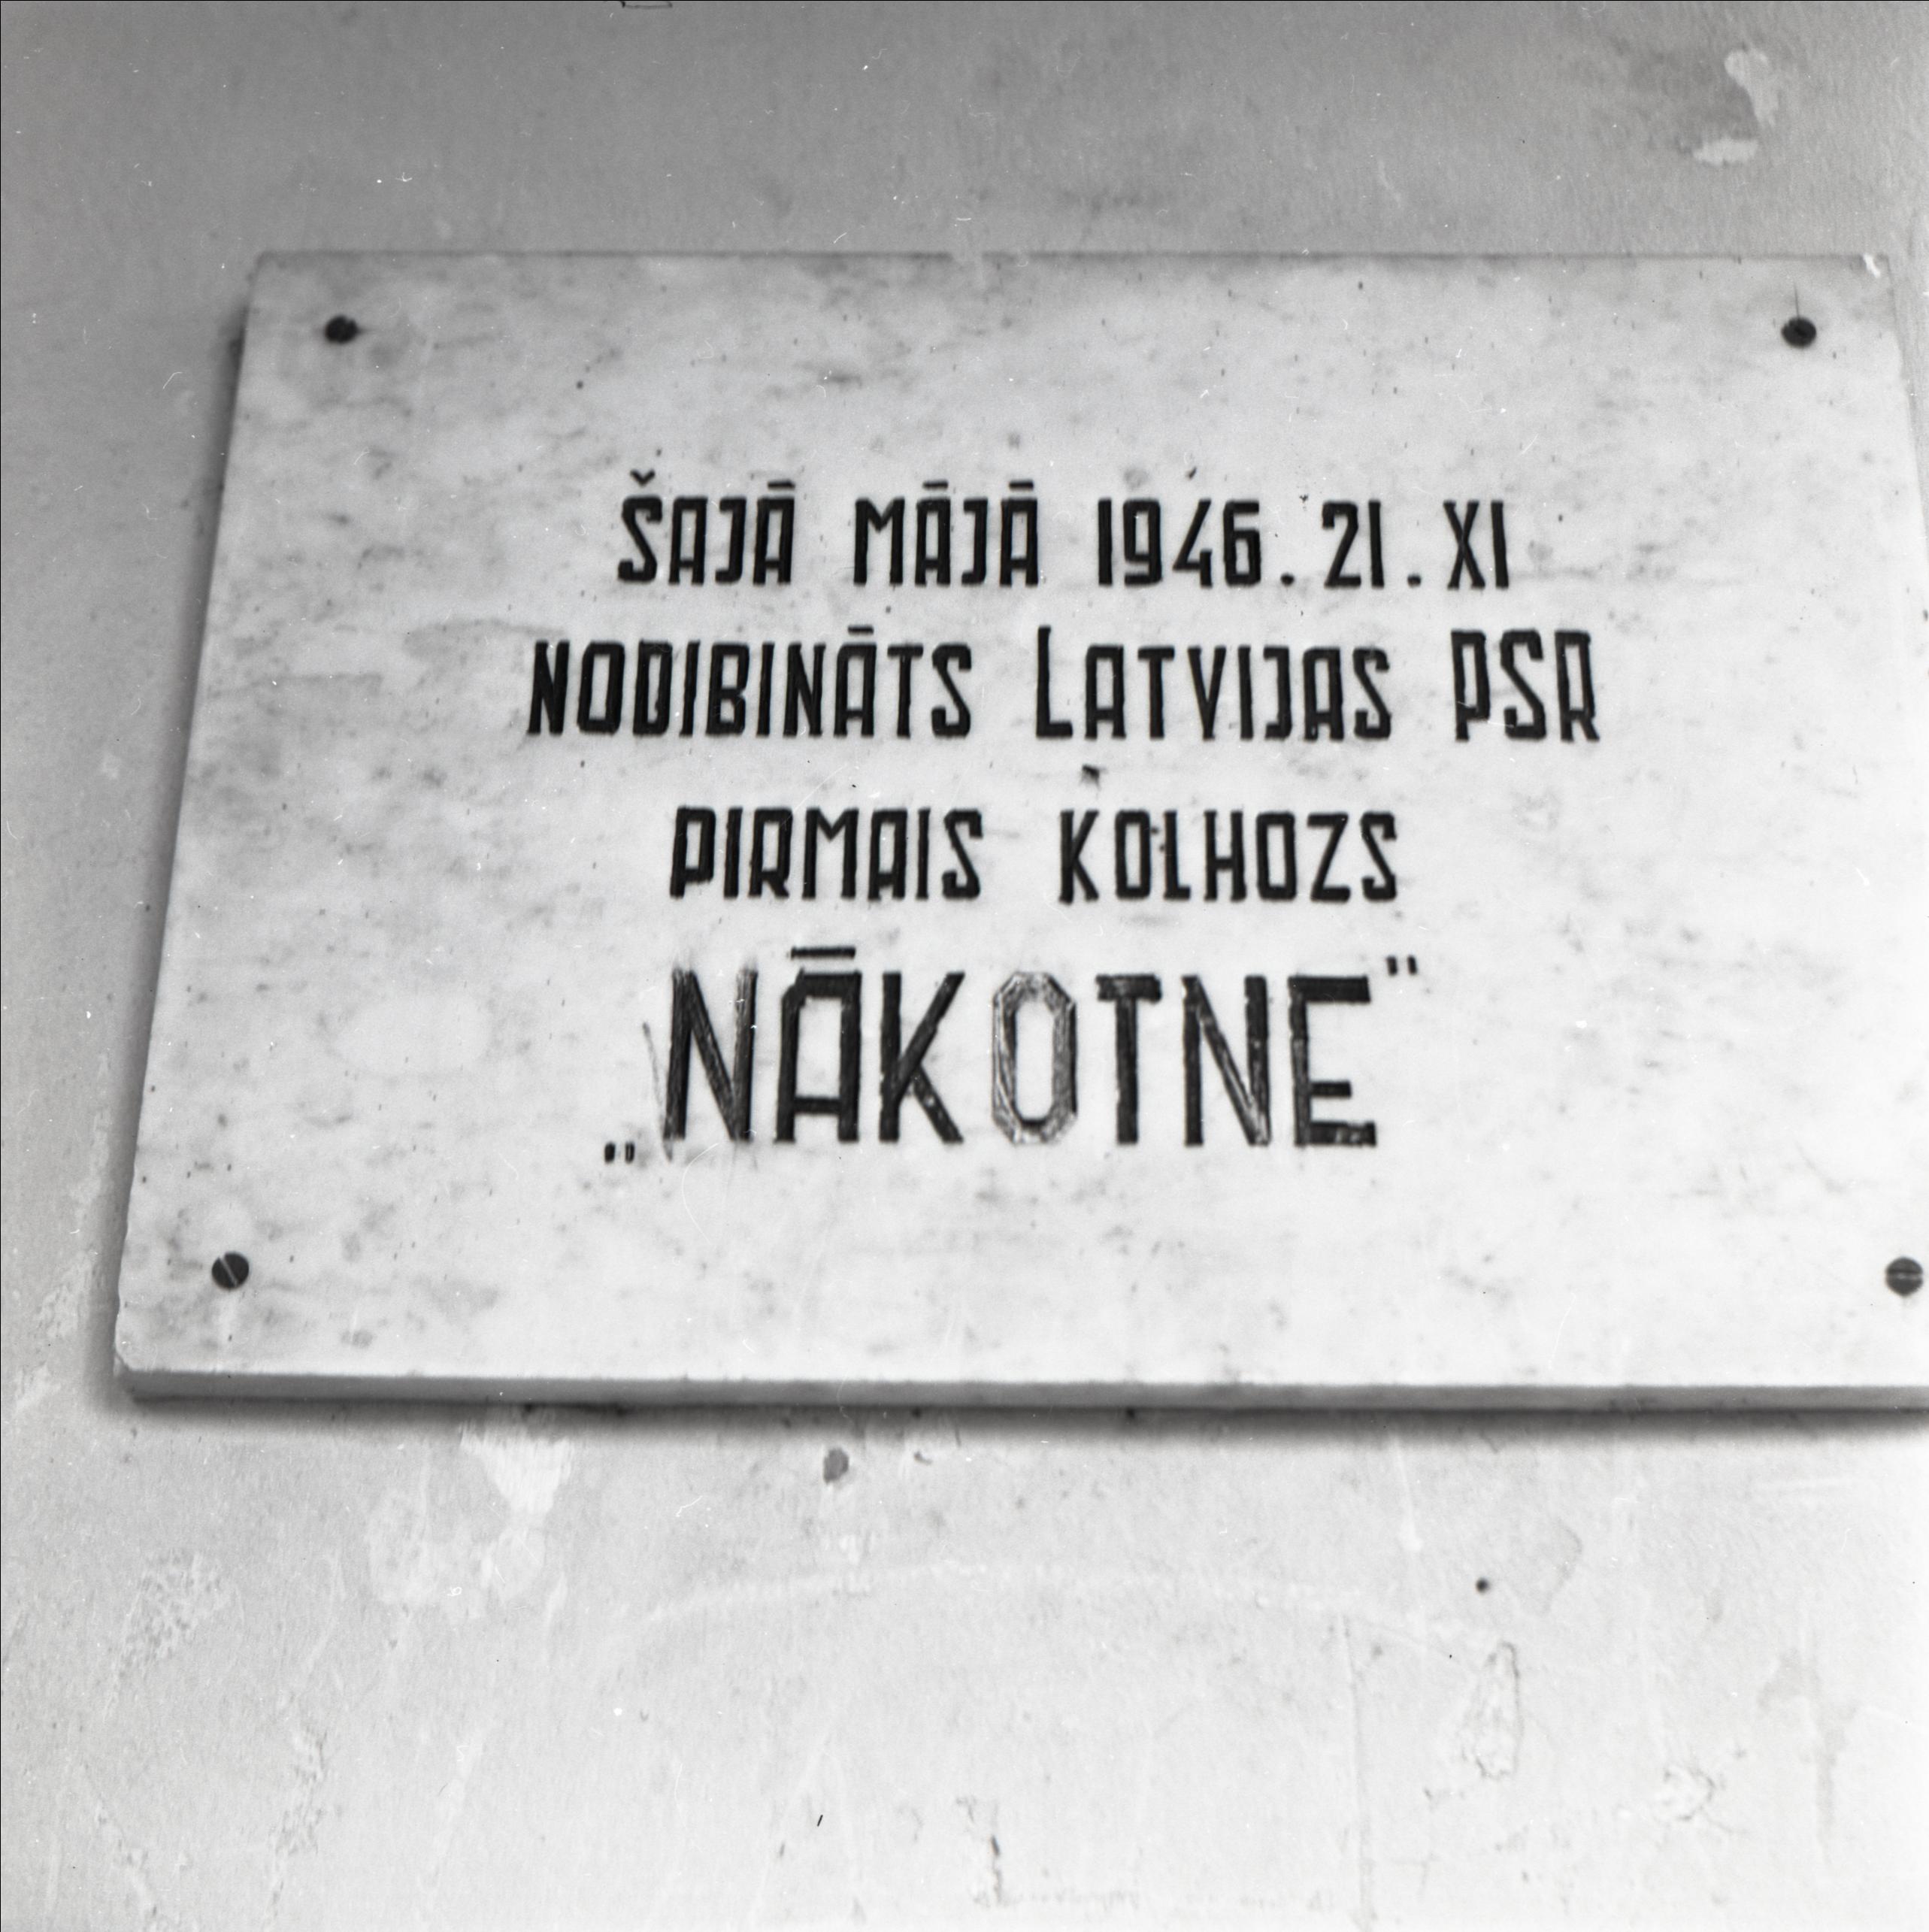 ŠAJĀ MĀJĀ 1946. 21. XI
NODIBINĀTS LATVIJAS PSR
PIRMAIS KOLHOZS
„NĀKOTNE"